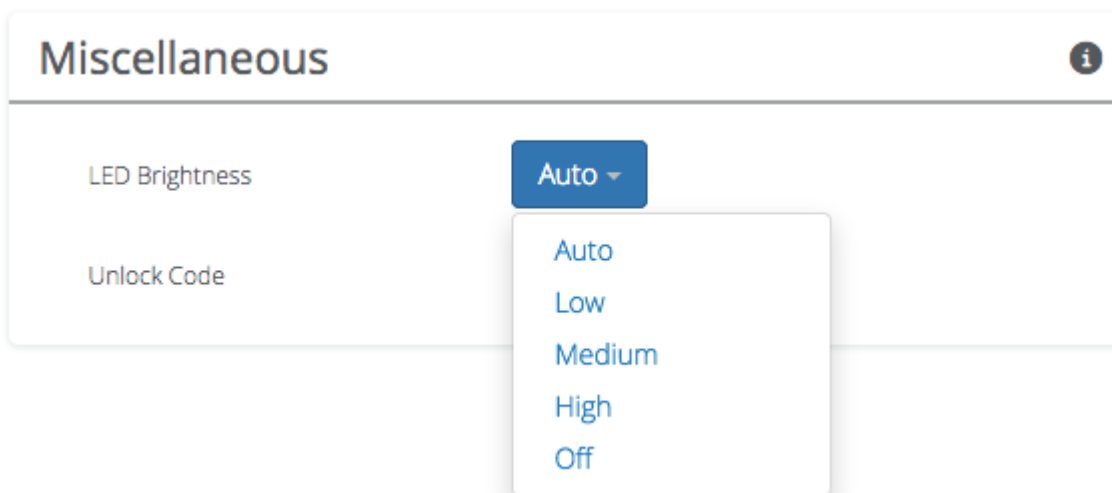 Miscellaneous
LED Brightness
Auto
Unlock Code
Auto
Low
Medium
High
Off